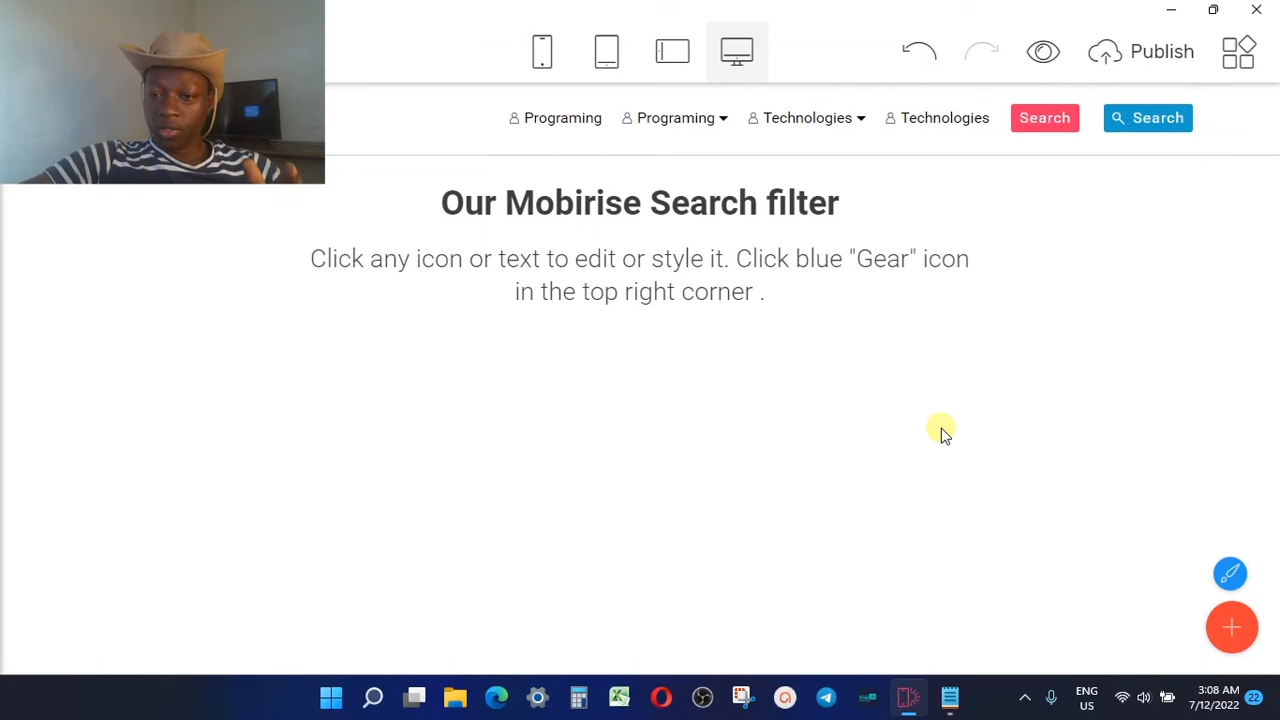 Publish
Programing Programing Technologies Technologies Search Search
Our Mobirise Search filter
Click any icon or text to edit or style it. Click blue "Gear" icon
in the top right corner .
ENG
US
3:08 AM
7/12/2022
22